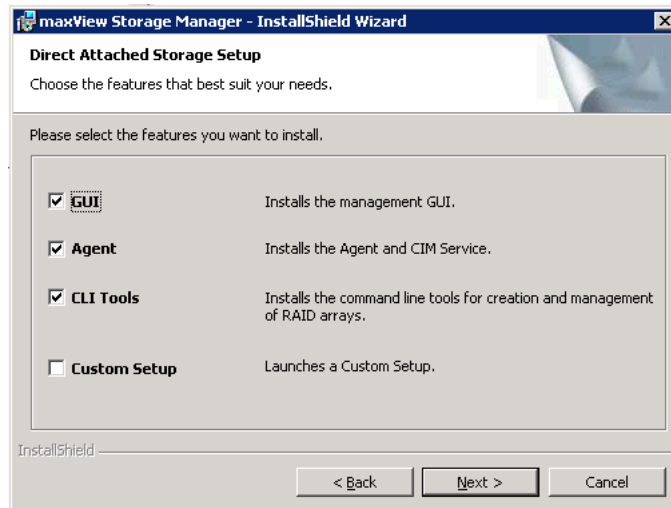 maxView Storage Manager - InstallShield Wizard
Direct Attached Storage Setup
Choose the features that best suit your needs.
Please select the features you want to install.
GUI Installs the management GUI.
Agent Installs the Agent and CIM Service.
CLI Tools Installs the command line tools for creation and management
of RAID arrays.
Custom Setup Launches a Custom Setup.
InstallShield
< Back Next > Cancel